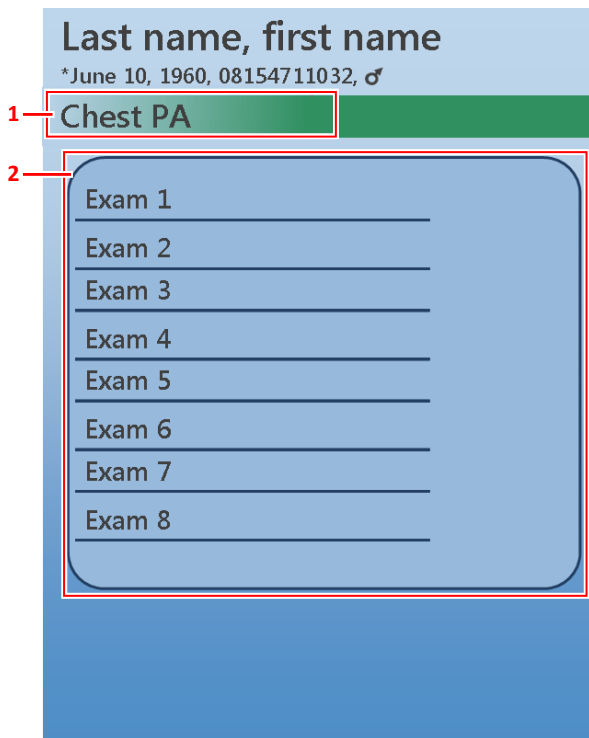 Last name, first name
*June 10, 1960, 08154711032, ♂
1
Chest PA
2
Exam 1
Exam 2
Exam 3
Exam 4
Exam 5
Exam 6
Exam 7
Exam 8